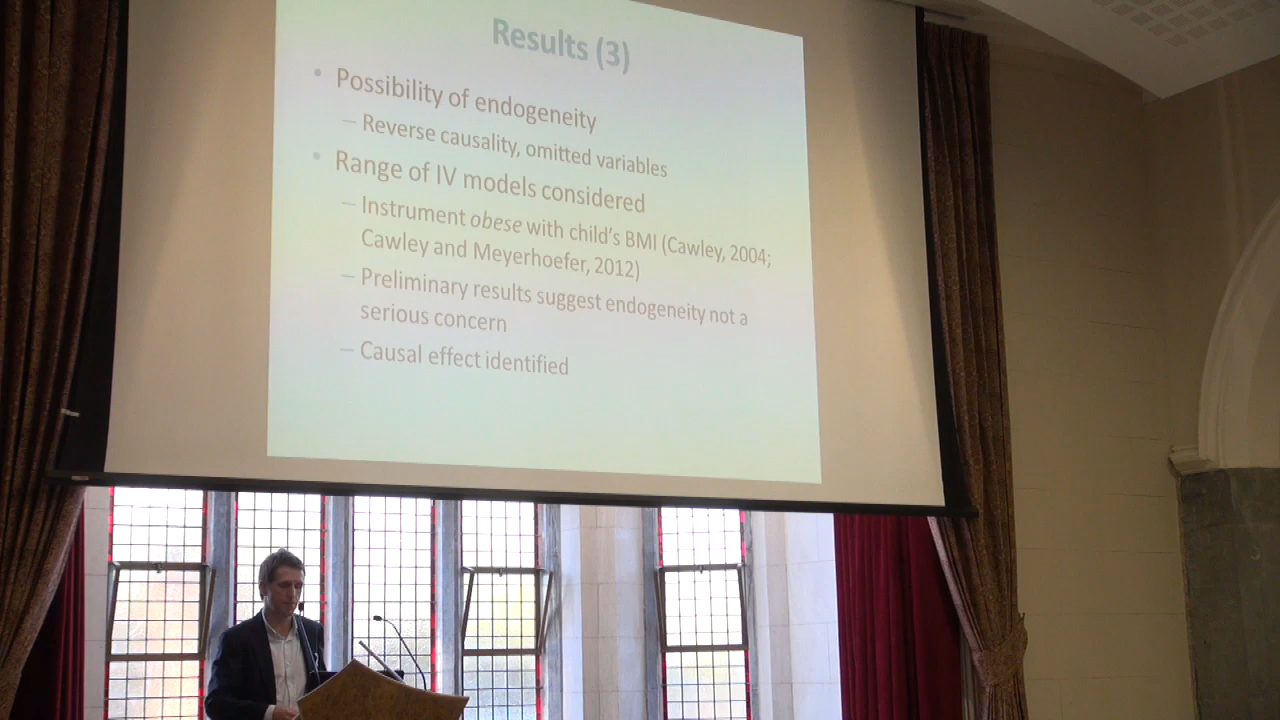 Results (3)
• Possibility of endogeneity
– Reverse causality, omitted variables
• Range of IV models considered
– Instrument obese with child's BMI (Cawley, 2004;
Cawley and Meyerhoefer, 2012)
– Preliminary results suggest endogeneity not a
serious concern
– Causal effect identified